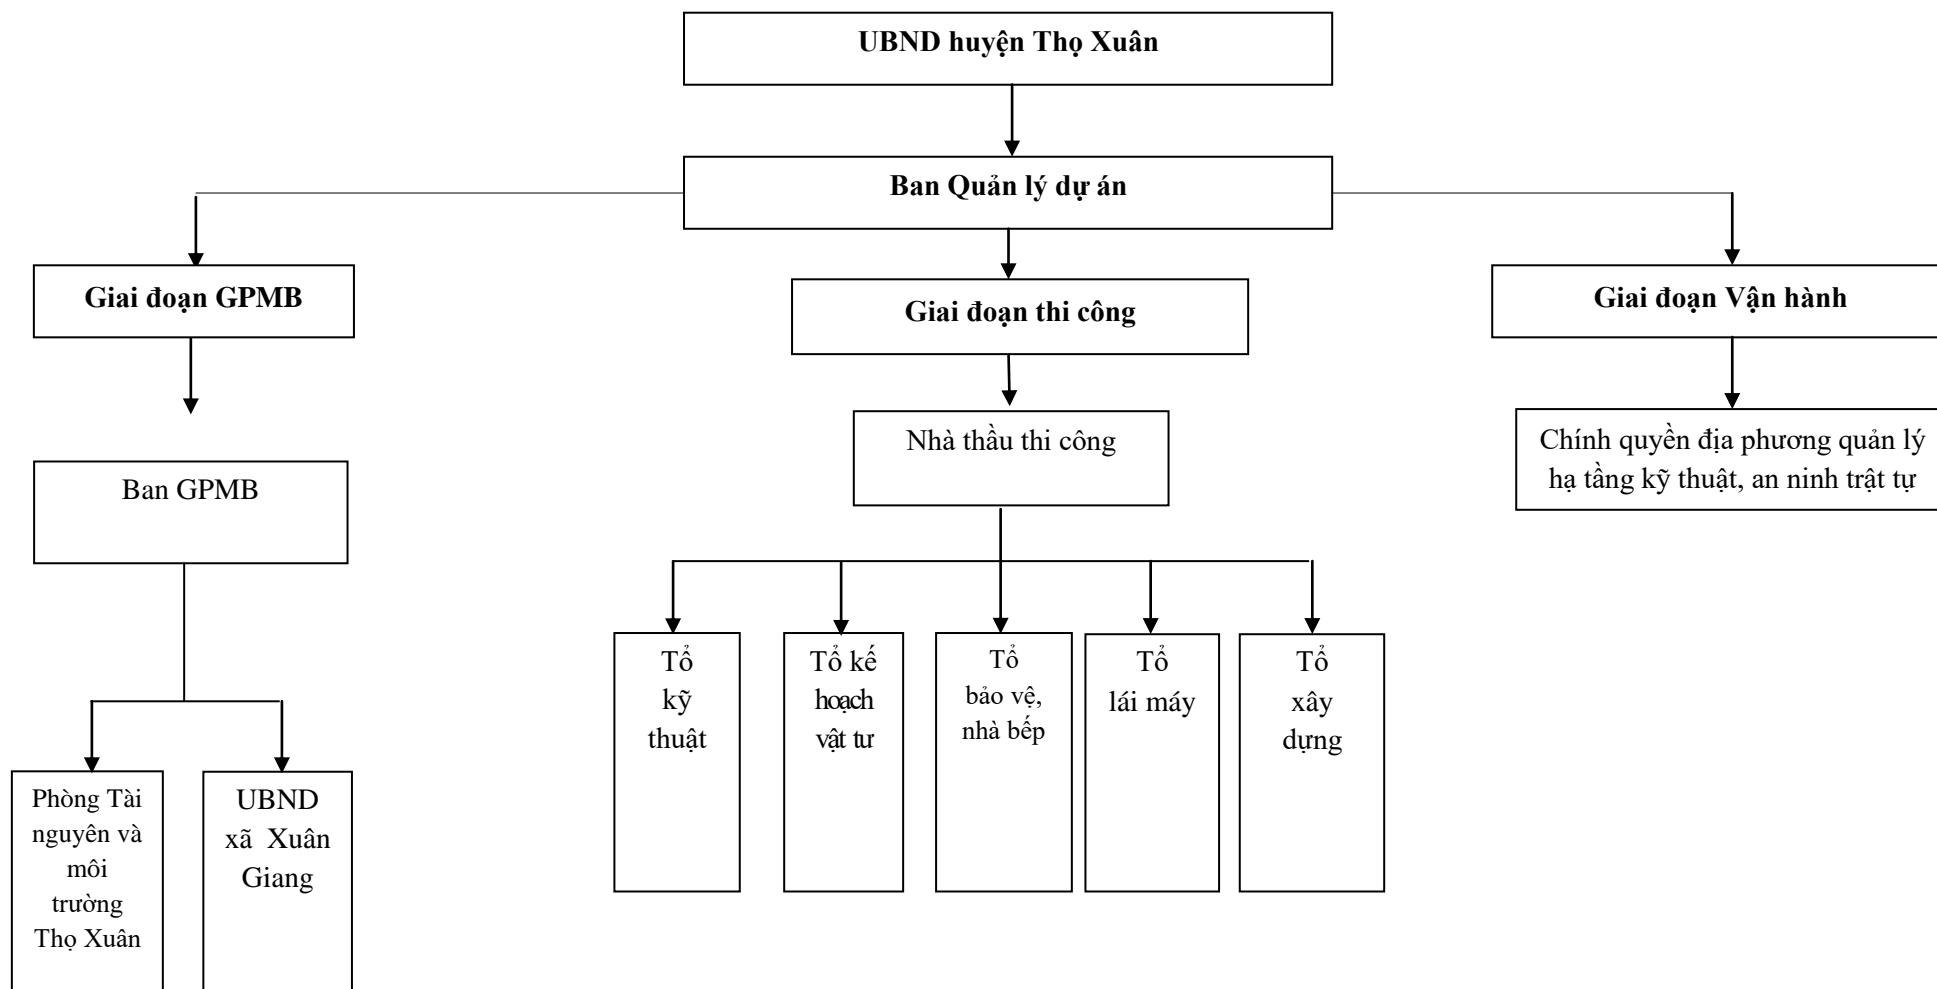 UBND huyện Thọ Xuân
Ban Quản lý dự án
Giai đoạn GPMB
Giai đoạn thi công
Giai đoạn Vận hành
Ban GPMB
Nhà thầu thi công
Chính quyền địa phương quản lý
hạ tầng kỹ thuật, an ninh trật tự
Tổ
kỹ
thuật
Tổ kế
hoạch
vật tư
Tổ
bảo vệ,
nhà bếp
Tổ
lái máy
Tổ
xây
dựng
Phòng Tài
nguyên và
môi
trường
Thọ Xuân
UBND
xã Xuân
Giang